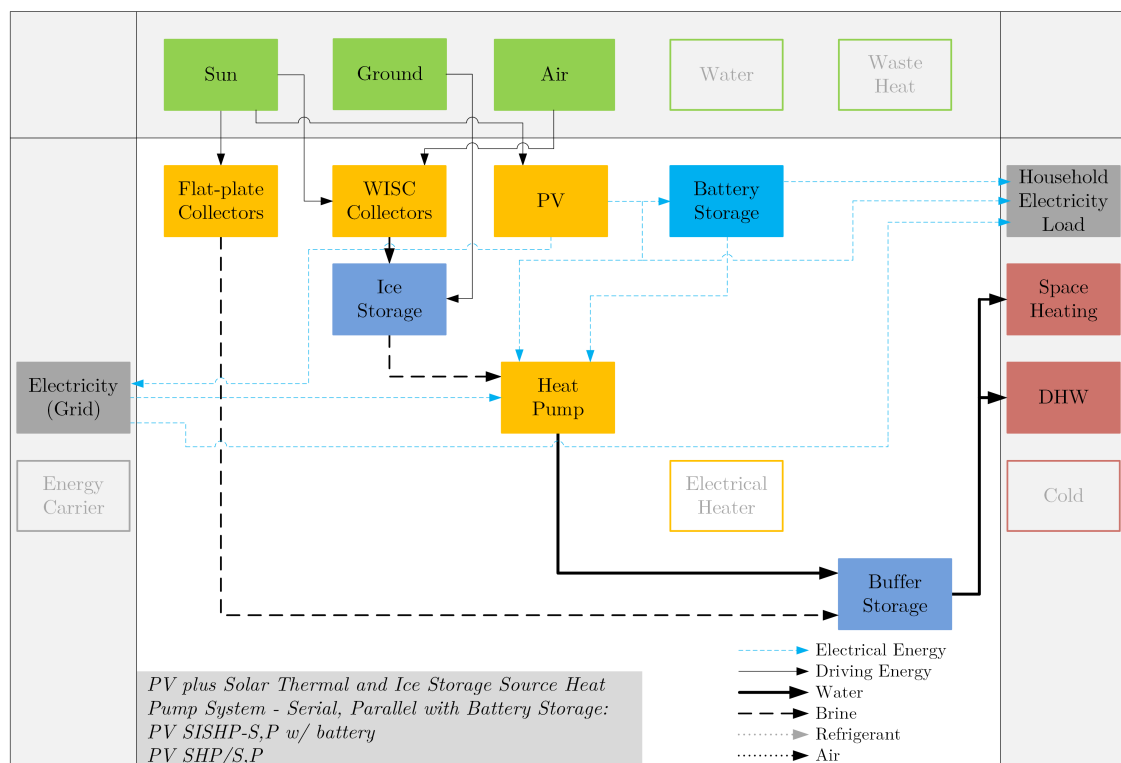 Sun
Ground
Air
Water
Waste
Heat
Flat-plate
Collectors
WISC
Collectors
PV
Battery
Storage
Household
Electricity
Load
Ice
Storage
Space
Heating
Electricity
(Grid)
Heat
Pump
DHW
Energy
Carrier
Electrical
Heater
Cold
Buffer
Storage
Electrical Energy
Driving Energy
Water
Brine
Refrigerant
Air
PV plus Solar Thermal and Ice Storage Source Heat
Pump System - Serial, Parallel with Battery Storage:
PV SISHP-S,P w/ battery
PV SHP/S,P